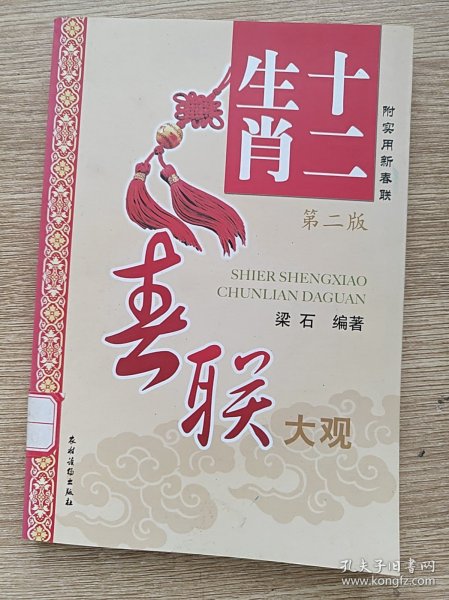 十二
生肖
附实用新春联
第二版
SHIER SHENGXIAO
CHUNLIAN DAGUAN
梁石 编著
春联
大观
农村读物出版社
孔夫子旧书网
www.kongfz.com